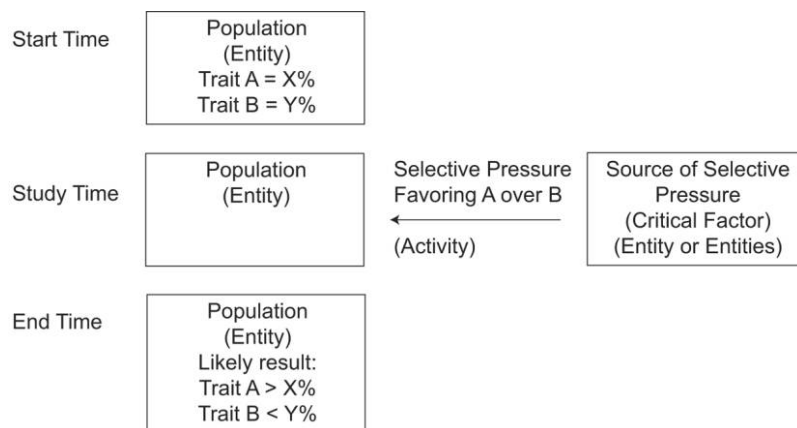 Start Time
Population
(Entity)
Trait A = X%
Trait B = Y%
Study Time
Population
(Entity)
Selective Pressure
Favoring A over B
(Activity)
Source of Selective
Pressure
(Critical Factor)
(Entity or Entities)
End Time
Population
(Entity)
Likely result:
Trait A > X%
Trait B < Y%